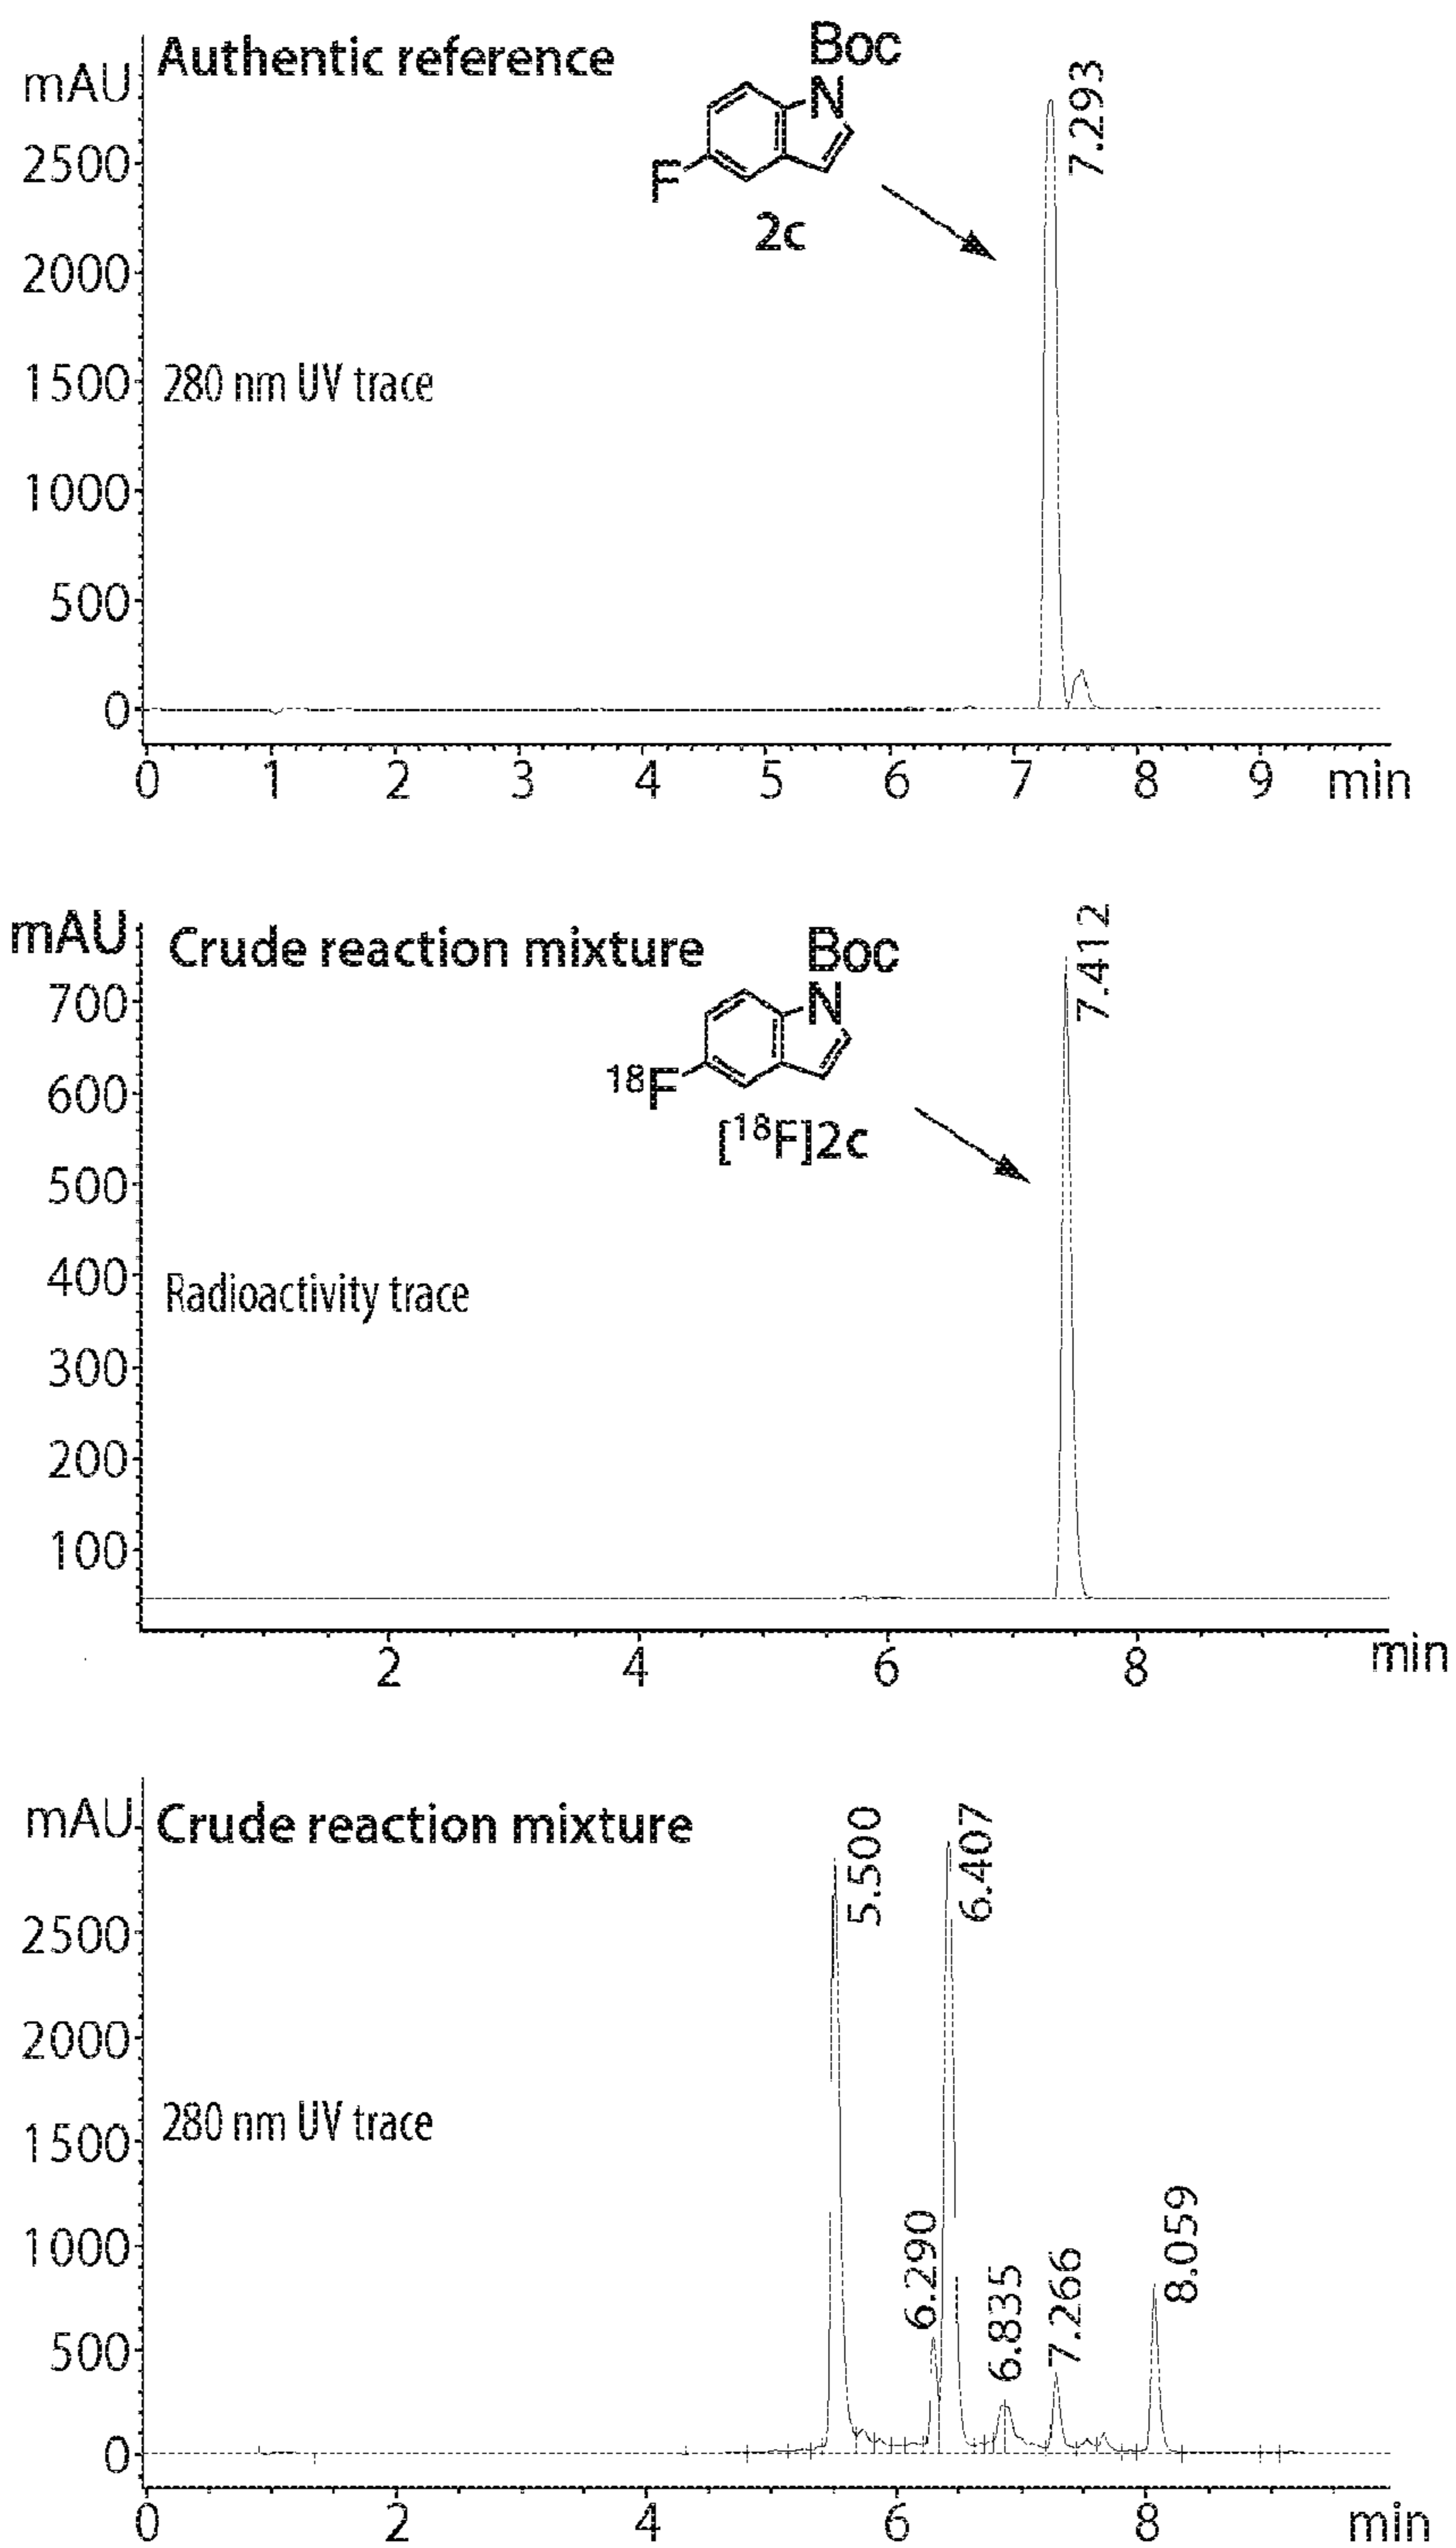 Authentic reference
Boc
mAU
N
7.293
2500
F
2c
2000
1500
280 nm UV trace
1000
500
0
0 1 2 3 4 5 6 7 8 9 min
mAU
Crude reaction mixture
Boc
7.412
700
N
600
18F
[18F]2c
500
400
Radioactivity trace
300
200
100
2 4 6 8 min
mAU
Crude reaction mixture
5.500
6.407
2500
2000
1500
280 nm UV trace
1000
6.290
6.835
7.266
8.059
500
0
0 2 4 6 8 min